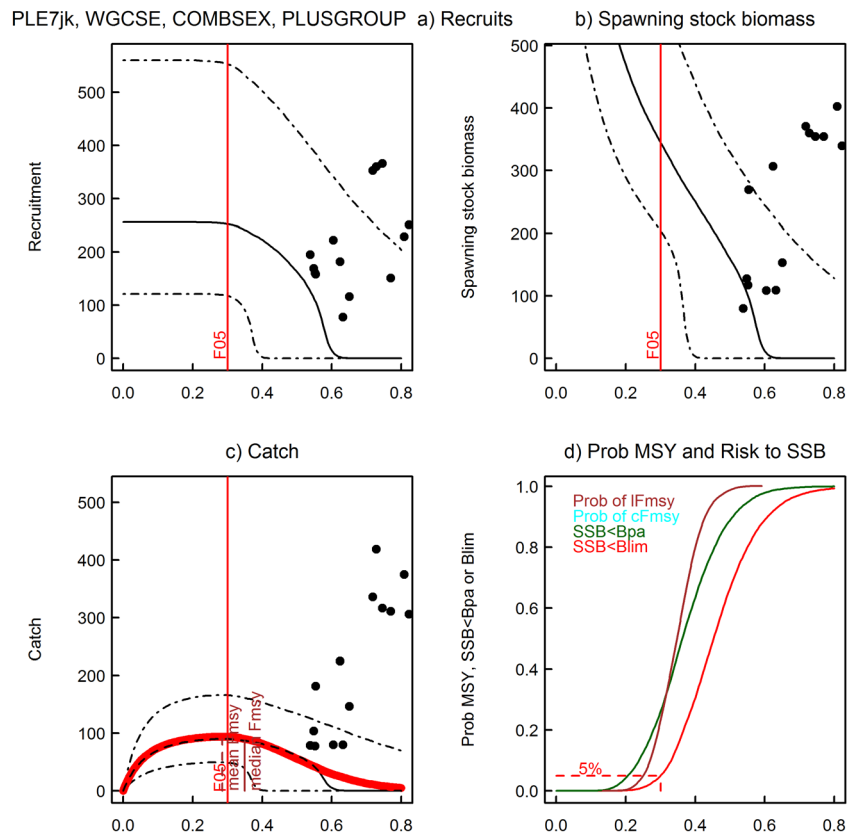 PLE7jk, WGCSE, COMBSEX, PLUSGROUP a) Recruits
b) Spawning stock biomass
Recruitment
500
400
300
200
100
0
F05
0.0 0.2 0.4 0.6 0.8
Spawning stock biomass
500
400
300
200
100
0
F05
0.0 0.2 0.4 0.6 0.8
c) Catch
d) Prob MSY and Risk to SSB
Catch
500
400
300
200
100
0
F05
mean Fmsy
median Fmsy
0.0 0.2 0.4 0.6 0.8
Prob MSY, SSB<Bpa or Blim
1.0
0.8
0.6
0.4
0.2
0.0
Prob of lFmsy
Prob of cFmsy
SSB<Bpa
SSB<Blim
5%
0.0 0.2 0.4 0.6 0.8